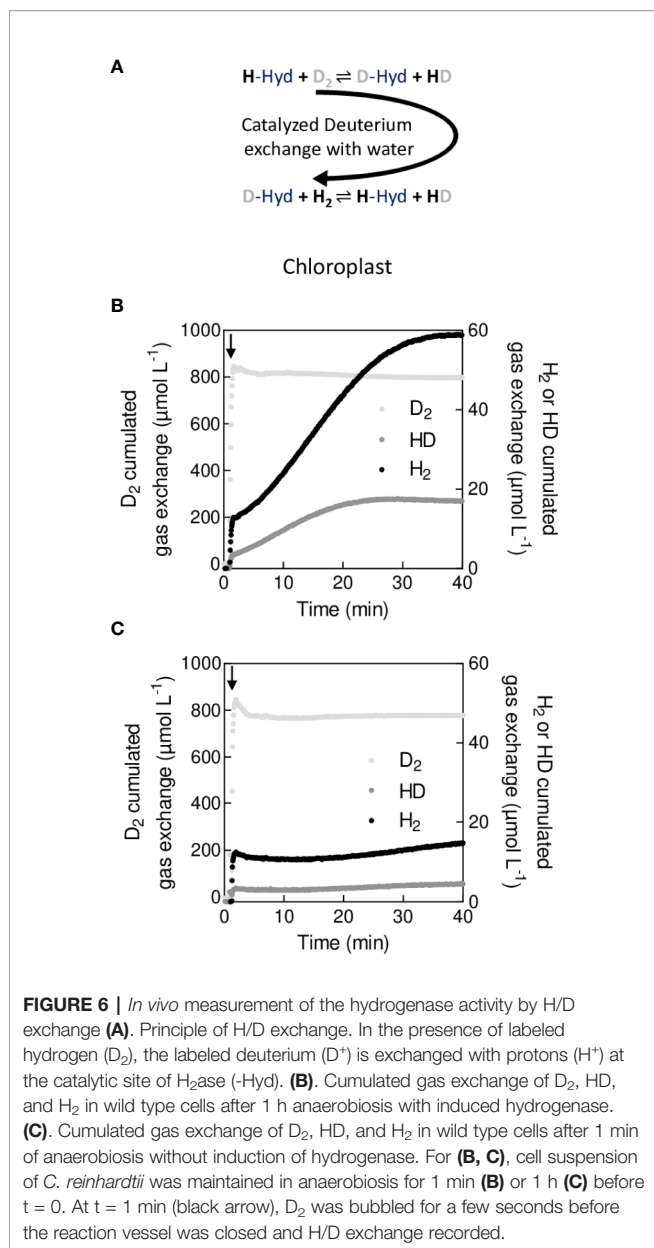 A
H-Hyd + D₂ ⇌ D-Hyd + HD
Catalyzed Deuterium
exchange with water
D-Hyd + H₂ ⇌ H-Hyd + HD
Chloroplast
B
1000
800
600
400
200
0
D₂ cumulated
gas exchange (µmol L⁻¹)
60
40
20
0
H₂ or HD cumulated
gas exchange (µmol L⁻¹)
D₂
HD
H₂
0 10 20 30 40
Time (min)
C
1000
800
600
400
200
0
D₂ cumulated
gas exchange (µmol L⁻¹)
60
40
20
0
H₂ or HD cumulated
gas exchange (µmol L⁻¹)
D₂
HD
H₂
0 10 20 30 40
Time (min)
FIGURE 6 | In vivo measurement of the hydrogenase activity by H/D
exchange (A). Principle of H/D exchange. In the presence of labeled
hydrogen (D₂), the labeled deuterium (D⁺) is exchanged with protons (H⁺) at
the catalytic site of H₂ase (-Hyd). (B). Cumulated gas exchange of D₂, HD,
and H₂ in wild type cells after 1 h anaerobiosis with induced hydrogenase.
(C). Cumulated gas exchange of D₂, HD, and H₂ in wild type cells after 1 min
of anaerobiosis without induction of hydrogenase. For (B, C), cell suspension
of C. reinhardtii was maintained in anaerobiosis for 1 min (B) or 1 h (C) before
t = 0. At t = 1 min (black arrow), D₂ was bubbled for a few seconds before
the reaction vessel was closed and H/D exchange recorded.